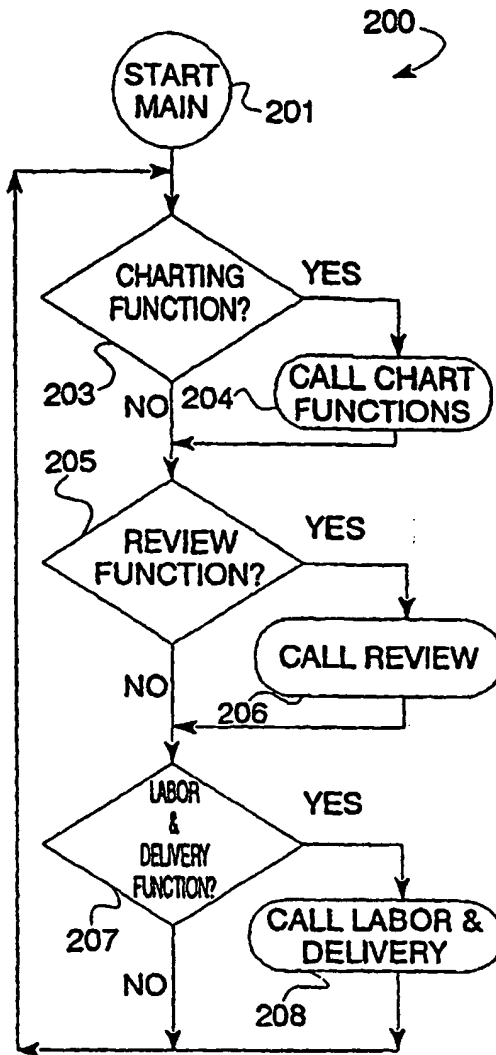 200
START
MAIN
201
CHARTING
FUNCTION?
YES
203
NO
204
CALL CHART
FUNCTIONS
205
REVIEW
FUNCTION?
YES
NO
CALL REVIEW
206
LABOR
&
DELIVERY
FUNCTION?
YES
207
NO
CALL LABOR &
DELIVERY
208